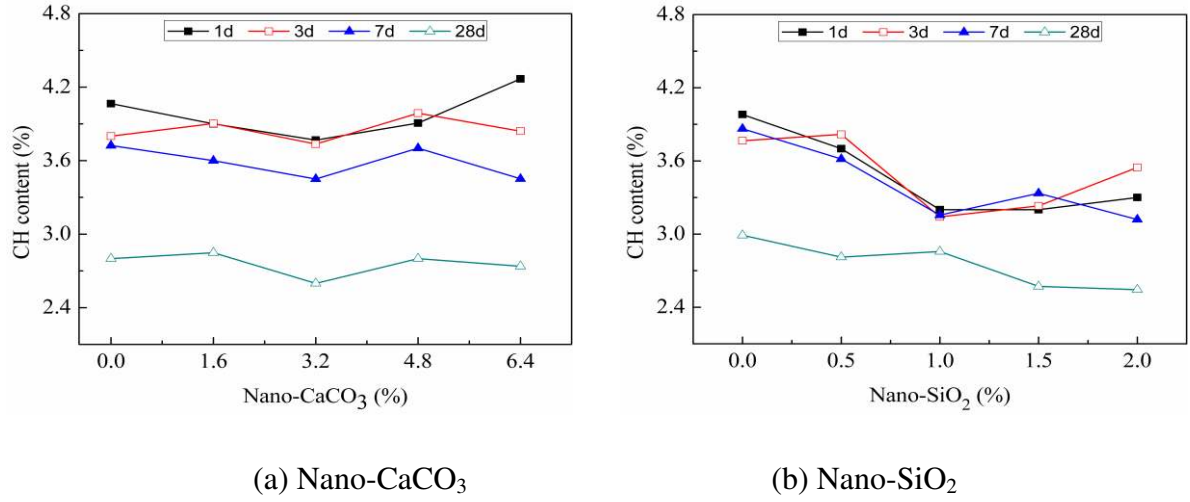 4.8
4.2
3.6
3.0
2.4
CH content (%)
1d 3d 7d 28d
0.0 1.6 3.2 4.8 6.4
Nano-CaCO3 (%)
4.8
4.2
3.6
3.0
2.4
CH content (%)
1d 3d 7d 28d
0.0 0.5 1.0 1.5 2.0
Nano-SiO2 (%)
(a) Nano-CaCO3
(b) Nano-SiO2